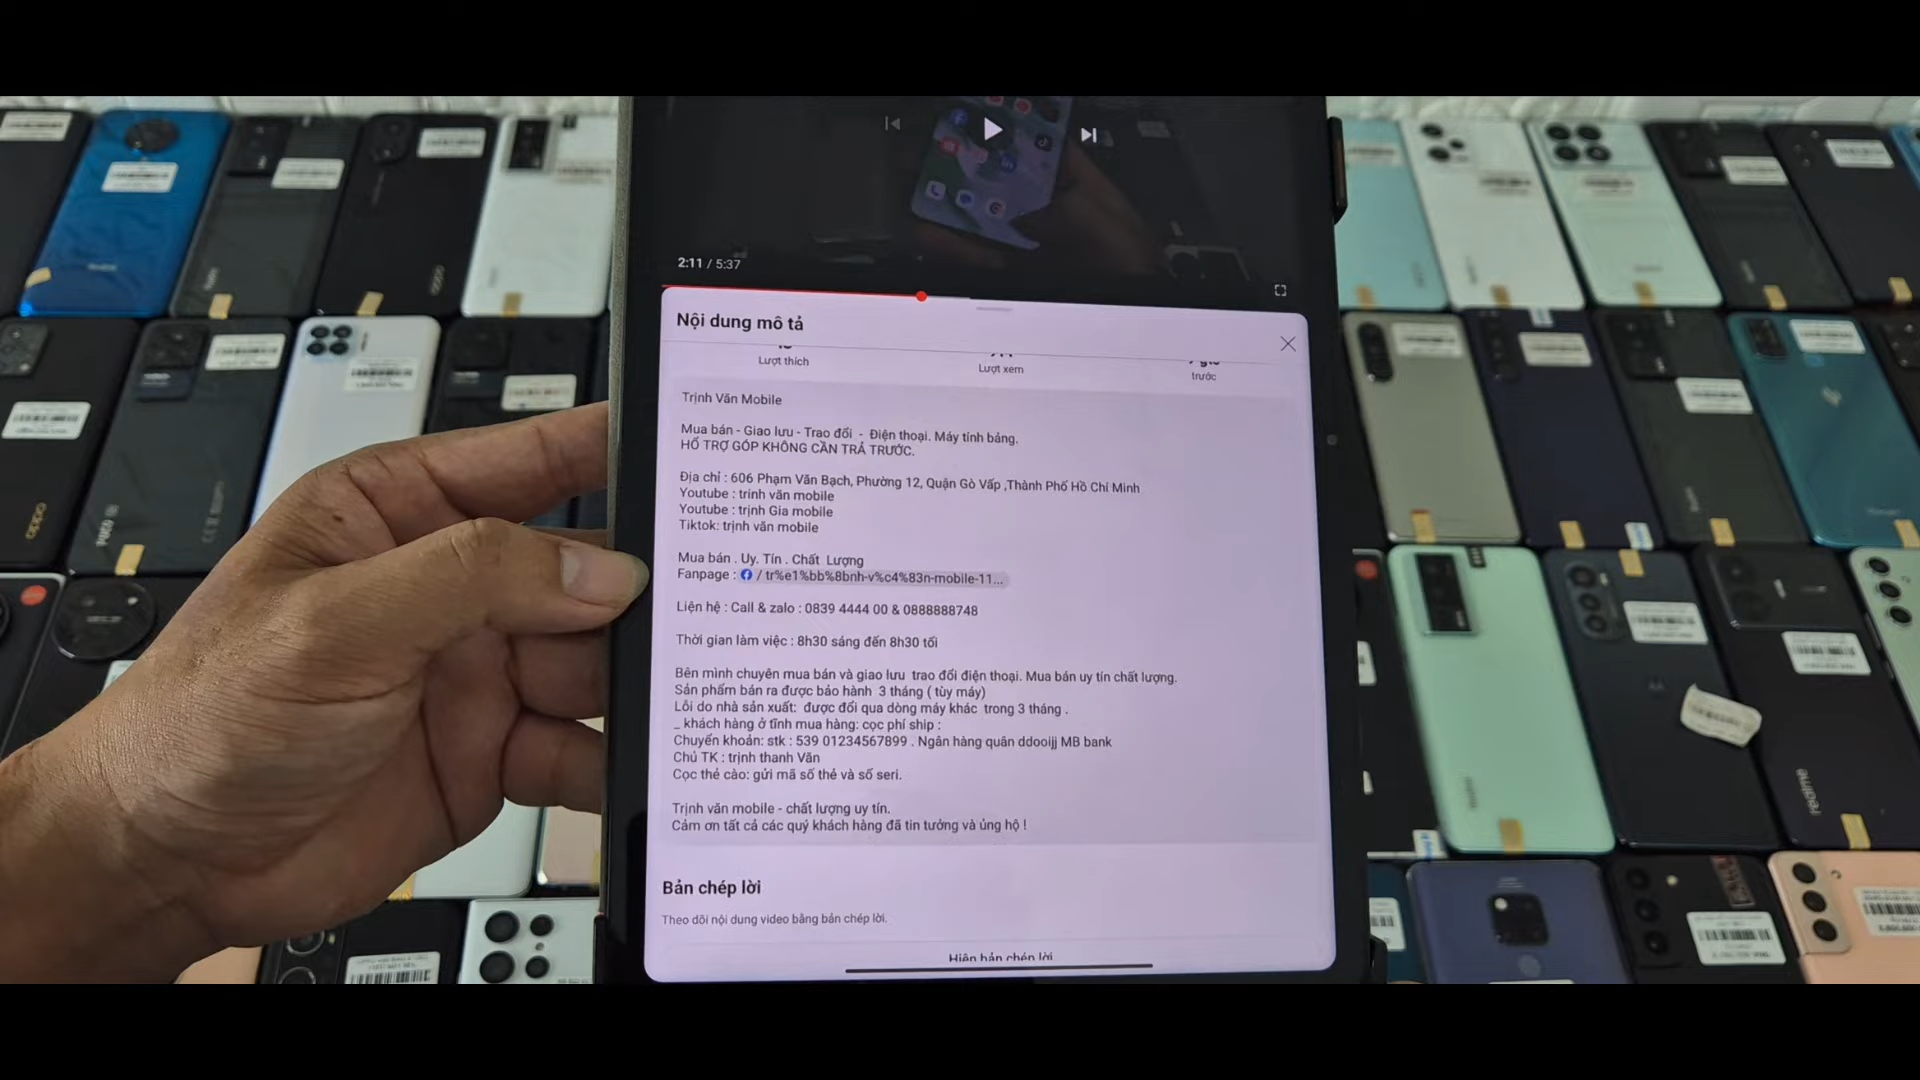 2:11 / 5:37
Nội dung mô tả
Lượt thích
Lượt xem
trước
Trịnh Văn Mobile
Mua bán - Giao lưu - Trao đổi - Điện thoại. Máy tính bảng.
HỔ TRỢ GÓP KHÔNG CẦN TRẢ TRƯỚC.
Địa chỉ : 606 Phạm Văn Bạch, Phường 12, Quận Gò Vấp ,Thành Phố Hồ Chí Minh
Youtube : trinh văn mobile
Youtube : trịnh Gia mobile
Tiktok: trịnh văn mobile
Mua bán . Uy. Tín . Chất Lượng
Fanpage : / tr%e1%bb%8bnh-v%c4%83n-mobile-11...
Liện hệ : Call & zalo : 0839 4444 00 & 0888888748
Thời gian làm việc : 8h30 sáng đến 8h30 tối
Bên mình chuyên mua bán và giao lưu trao đổi điện thoại. Mua bán uy tín chất lượng.
Sản phẩm bán ra được bảo hành 3 tháng ( tùy máy)
Lỗi do nhà sản xuất: được đổi qua dòng máy khác trong 3 tháng .
_ khách hàng ở tỉnh mua hàng: cọc phí ship :
Chuyển khoản: stk : 539 01234567899 . Ngân hàng quân ddooijj MB bank
Chủ TK : trịnh thanh Văn
Cọc thẻ cào: gửi mã số thẻ và số seri.
Trịnh văn mobile - chất lượng uy tín.
Cảm ơn tất cả các quý khách hàng đã tin tưởng và ủng hộ !
Bản chép lời
Theo dõi nội dung video bằng bản chép lời.
Hiện bản chép lời
oppo
POCO
realme